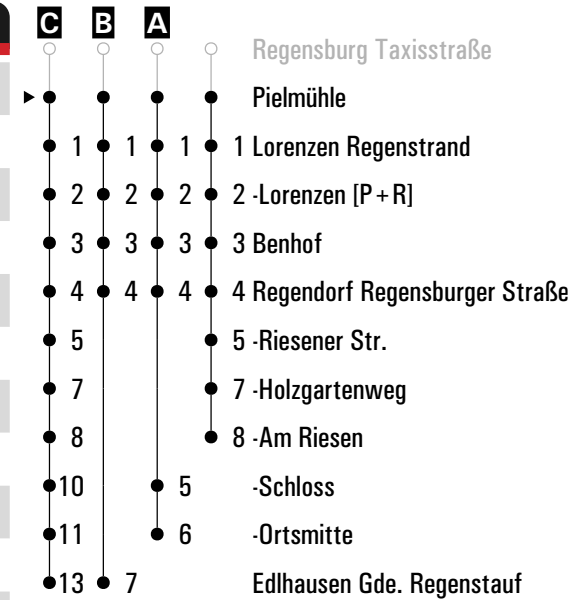 C B A
Regensburg Taxisstraße
Pielmühle
1 1 1 1 Lorenzen Regenstrand
2 2 2 2 -Lorenzen [P+R]
3 3 3 3 Benhof
4 4 4 4 Regendorf Regensburger Straße
5 5 -Riesener Str.
7 7 -Holzgartenweg
8 8 -Am Riesen
10 5 -Schloss
11 6 -Ortsmitte
13 7 Edlhausen Gde. Regenstauf